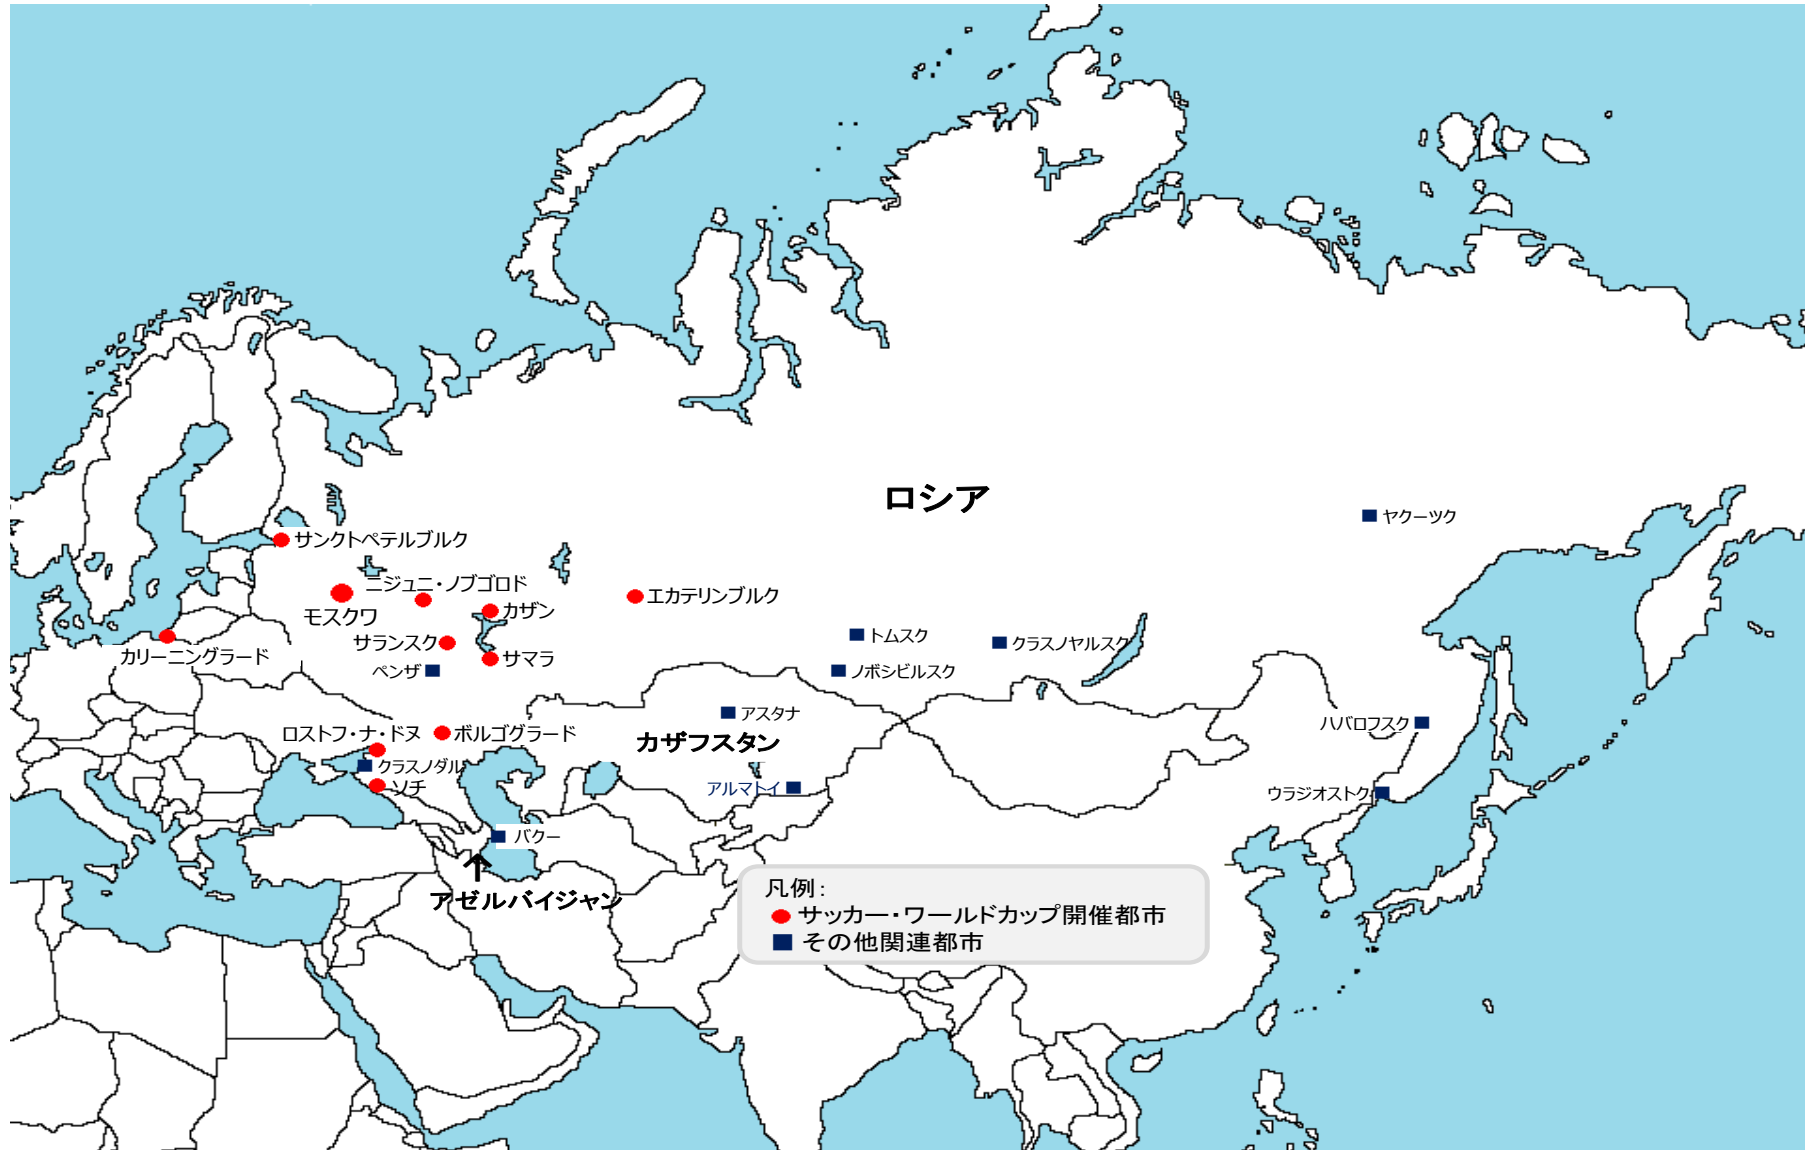 ロシア
ヤクーツク
サンクトペテルブルク
ニジュニ・ノブゴロド
エカテリンブルク
モスクワ
カザン
サランスク
トムスク
クラスノヤルスク
カリーニングラード
サマラ
ペンザ
ノボシビルスク
アスタナ
ハバロフスク
ロストフ・ナ・ドヌ
ボルゴグラード
カザフスタン
クラスノダル
ソチ
アルマトイ
ウラジオストク
バクー
アゼルバイジャン
凡例:
サッカー・ワールドカップ開催都市
その他関連都市